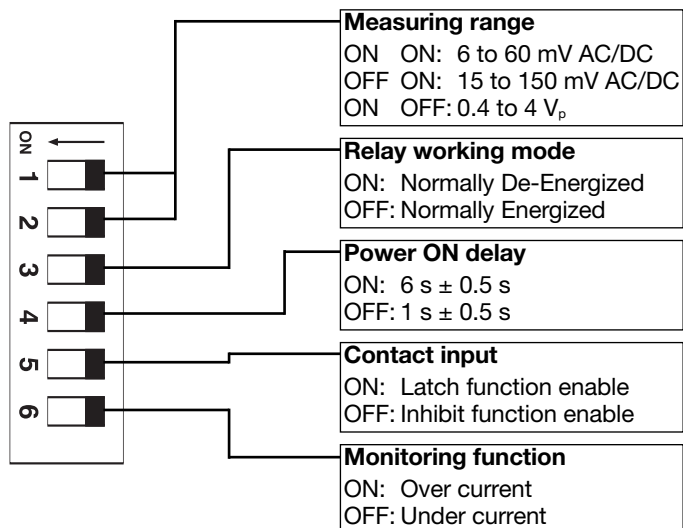 Measuring range
ON ON: 6 to 60 mV AC/DC
OFF ON: 15 to 150 mV AC/DC
ON OFF: 0.4 to 4 Vₚ
Relay working mode
ON: Normally De-Energized
OFF: Normally Energized
Power ON delay
ON: 6 s ± 0.5 s
OFF: 1 s ± 0.5 s
Contact input
ON: Latch function enable
OFF: Inhibit function enable
Monitoring function
ON: Over current
OFF: Under current
ON
1
2
3
4
5
6